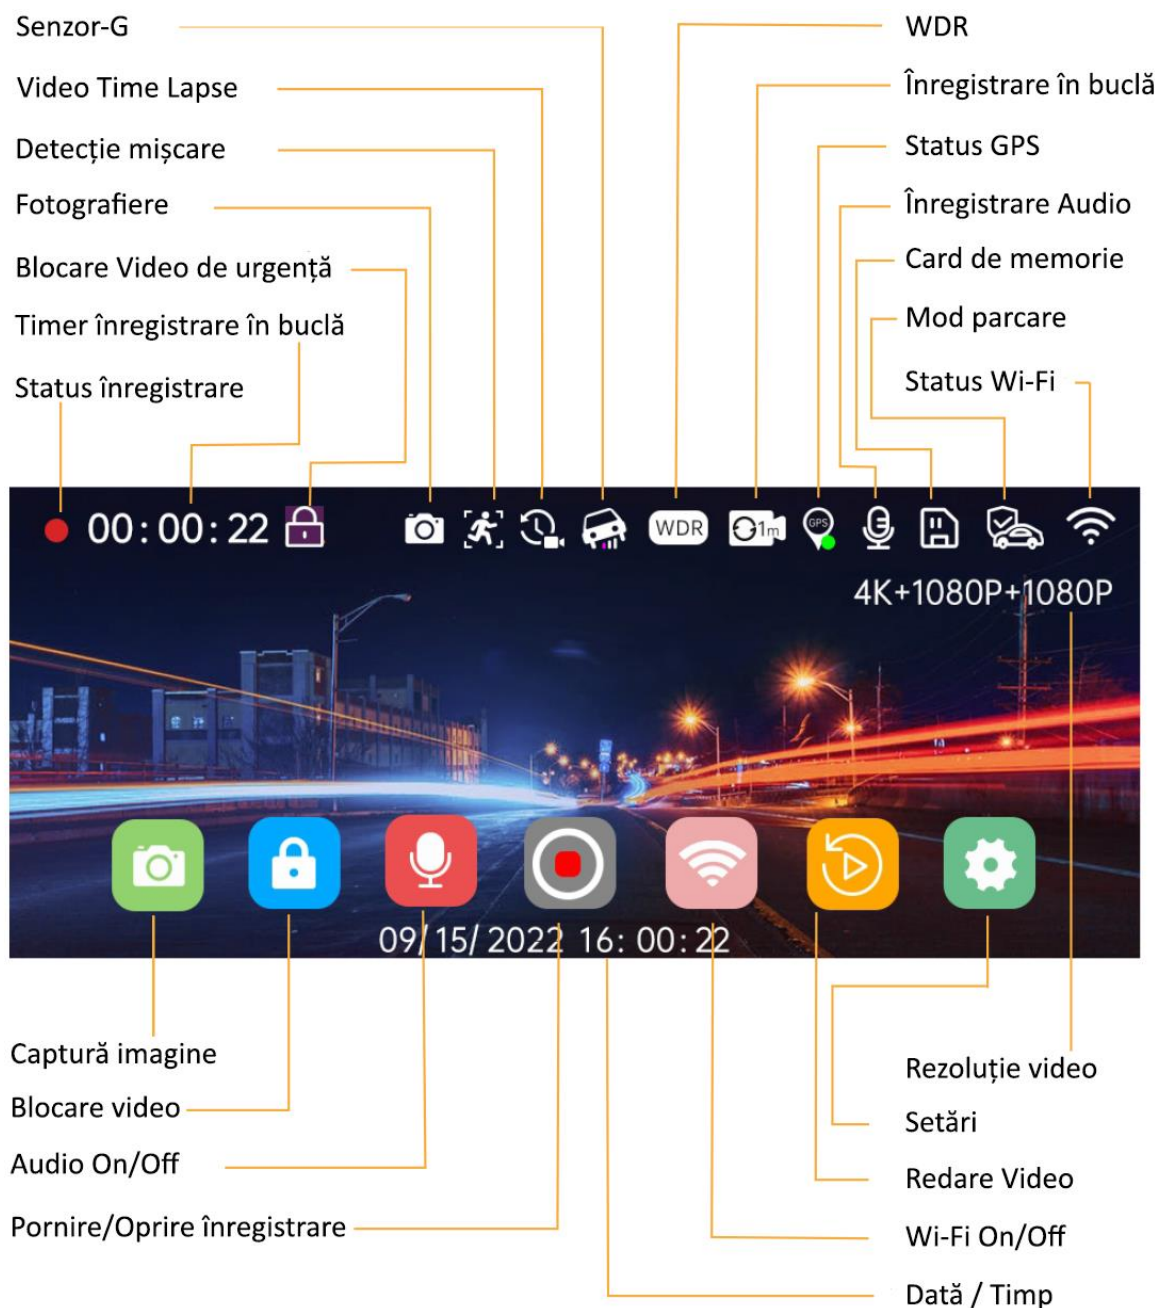 Senzor-G
Video Time Lapse
Detecție mișcare
Fotografiere
Blocare Video de urgență
Timer înregistrare în buclă
Status înregistrare
WDR
Înregistrare în buclă
Status GPS
Înregistrare Audio
Card de memorie
Mod parcare
Status Wi-Fi
00:00:22 WDR 1m GPS
4K+1080P+1080P
09/15/2022 16:00:22
Captură imagine
Blocare video
Audio On/Off
Pornire/Oprire înregistrare
Rezoluție video
Setări
Redare Video
Wi-Fi On/Off
Dată / Timp